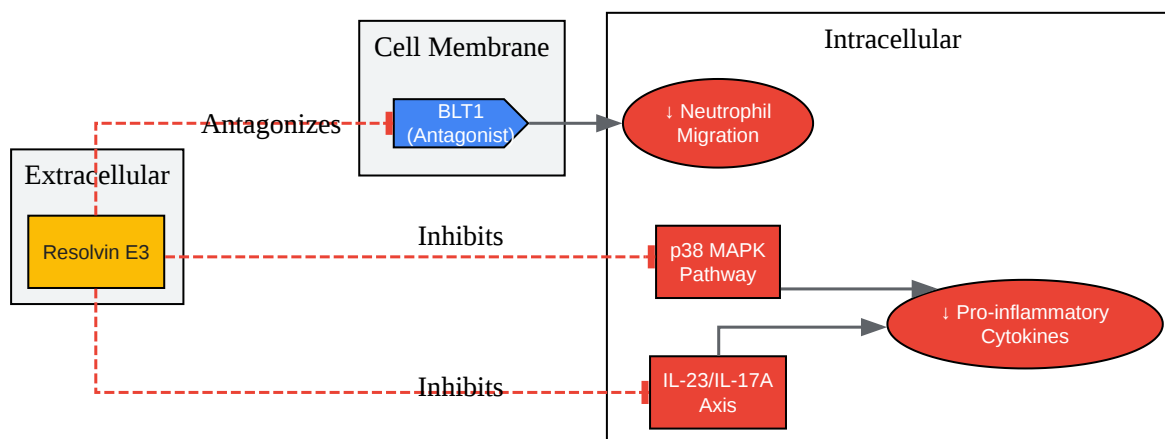 Cell Membrane
Intracellular
BLT1
(Antagonist)
↓ Neutrophil
Migration
Antagonizes
Extracellular
Resolvin E3
Inhibits
p38 MAPK
Pathway
↓ Pro-inflammatory
Cytokines
Inhibits
IL-23/IL-17A
Axis